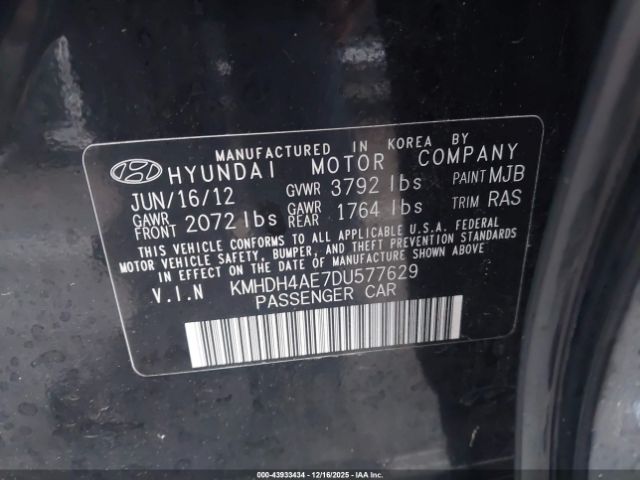 MANUFACTURED IN KOREA BY
HYUNDAI MOTOR COMPANY
JUN/16/12 GVWR 3792 lbs PAINT MJB
GAWR FRONT 2072 lbs GAWR REAR 1764 lbs TRIM RAS
THIS VEHICLE CONFORMS TO ALL APPLICABLE U.S.A. FEDERAL
MOTOR VEHICLE SAFETY, BUMPER, AND THEFT PREVENTION STANDARDS
IN EFFECT ON THE DATE OF MANUFACTURE SHOWN ABOVE.
V.I.N KMHDH4AE7DU577629
PASSENGER CAR
000-43933434 - 12/16/2025 - IAA, LLC